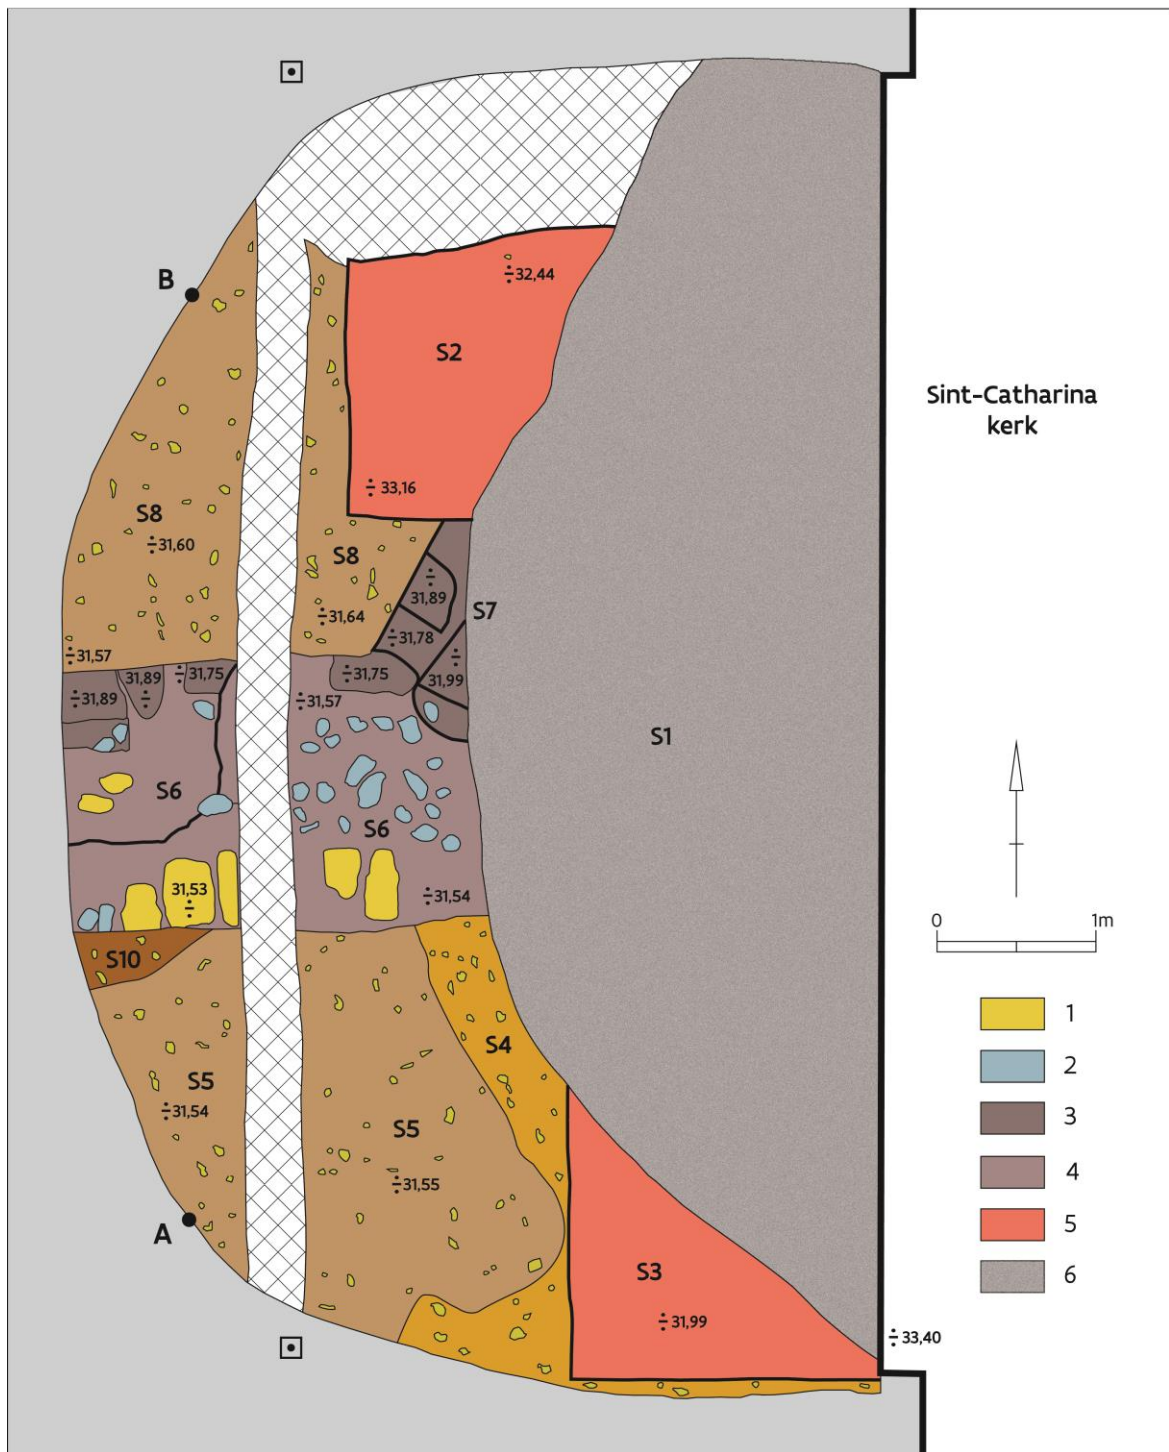 B
÷32,44
S2
Sint-Catharina
kerk
÷33,16
S8
÷31,60
S8
÷31,64
÷
31,89
S7
÷31,78
÷31,57
31,89
÷
÷31,75
÷31,75
÷
31,99
÷31,89
÷31,57
S1
S6
S6
31,53
÷
÷31,54
0
1m
S10
1
S4
2
S5
÷31,54
3
S5
4
÷31,55
A
5
S3
6
÷31,99
÷33,40